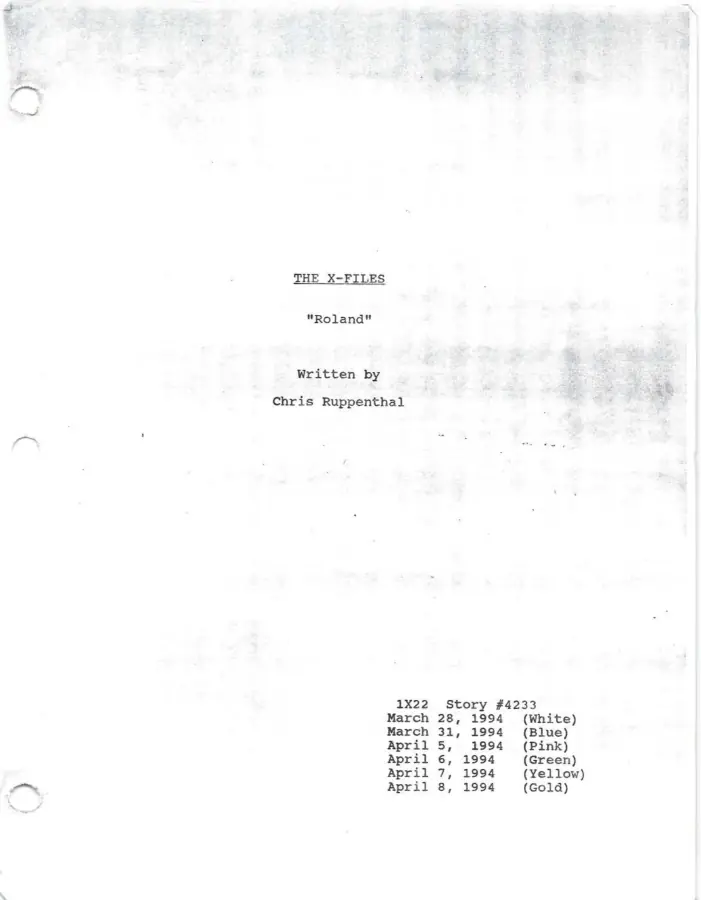 THE X-FILES
"Roland"
Written by
Chris Ruppenthal
1X22 Story #4233
March 28, 1994 (White)
March 31, 1994 (Blue)
April 5, 1994 (Pink)
April 6, 1994 (Green)
April 7, 1994 (Yellow)
April 8, 1994 (Gold)